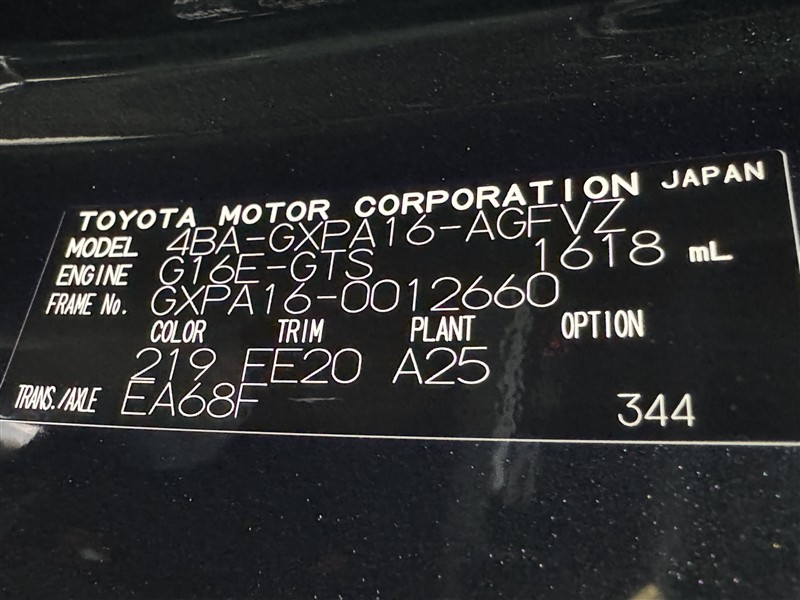 TOYOTA MOTOR CORPORATION JAPAN
MODEL 4BA-GXPA16-AGFVZ
ENGINE G16E-GTS 1618 mL
FRAME No. GXPA16-0012660
COLOR TRIM PLANT OPTION
219 EE20 A25
TRANS./AXLE EA68F 344